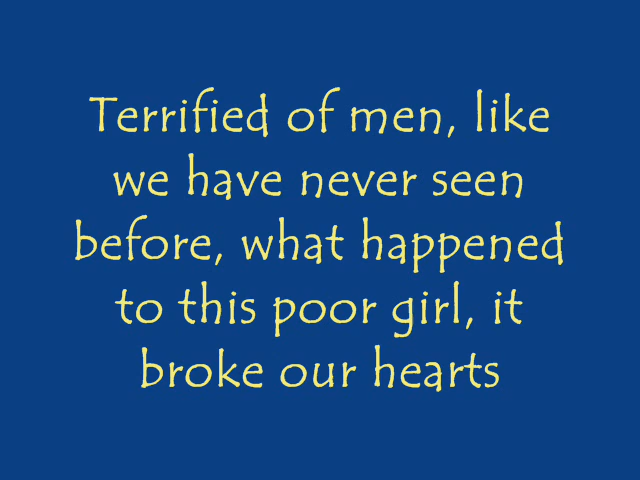 Terrified of men, like
we have never seen
before, what happened
to this poor girl, it
broke our hearts